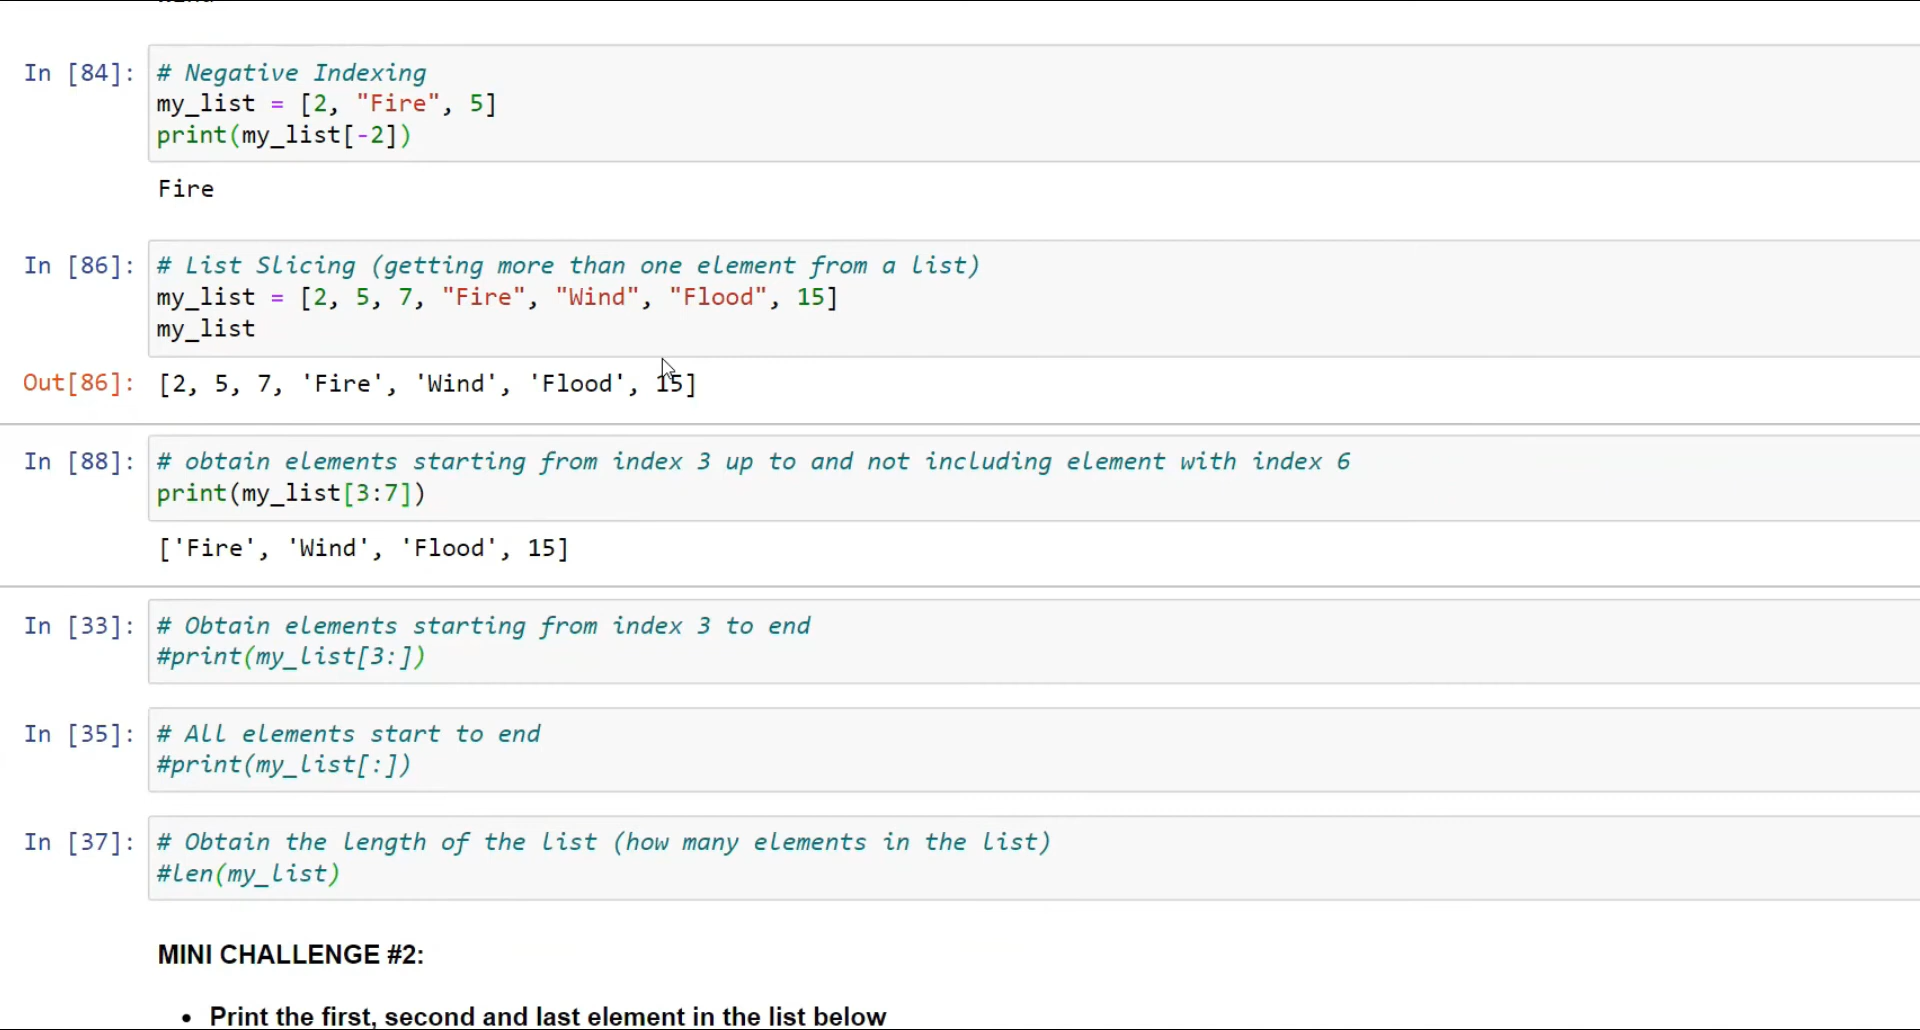 In [84]: # Negative Indexing
my_list = [2, "Fire", 5]
print(my_list[-2])
Fire
In [86]: # List Slicing (getting more than one element from a list)
my_list = [2, 5, 7, "Fire", "Wind", "Flood", 15]
my_list
Out[86]: [2, 5, 7, 'Fire', 'Wind', 'Flood', 15]
In [88]: # obtain elements starting from index 3 up to and not including element with index 6
print(my_list[3:7])
['Fire', 'Wind', 'Flood', 15]
In [33]: # Obtain elements starting from index 3 to end
#print(my_list[3:])
In [35]: # All elements start to end
#print(my_list[:])
In [37]: # Obtain the length of the list (how many elements in the list)
#len(my_list)
MINI CHALLENGE #2:
• Print the first, second and last element in the list below